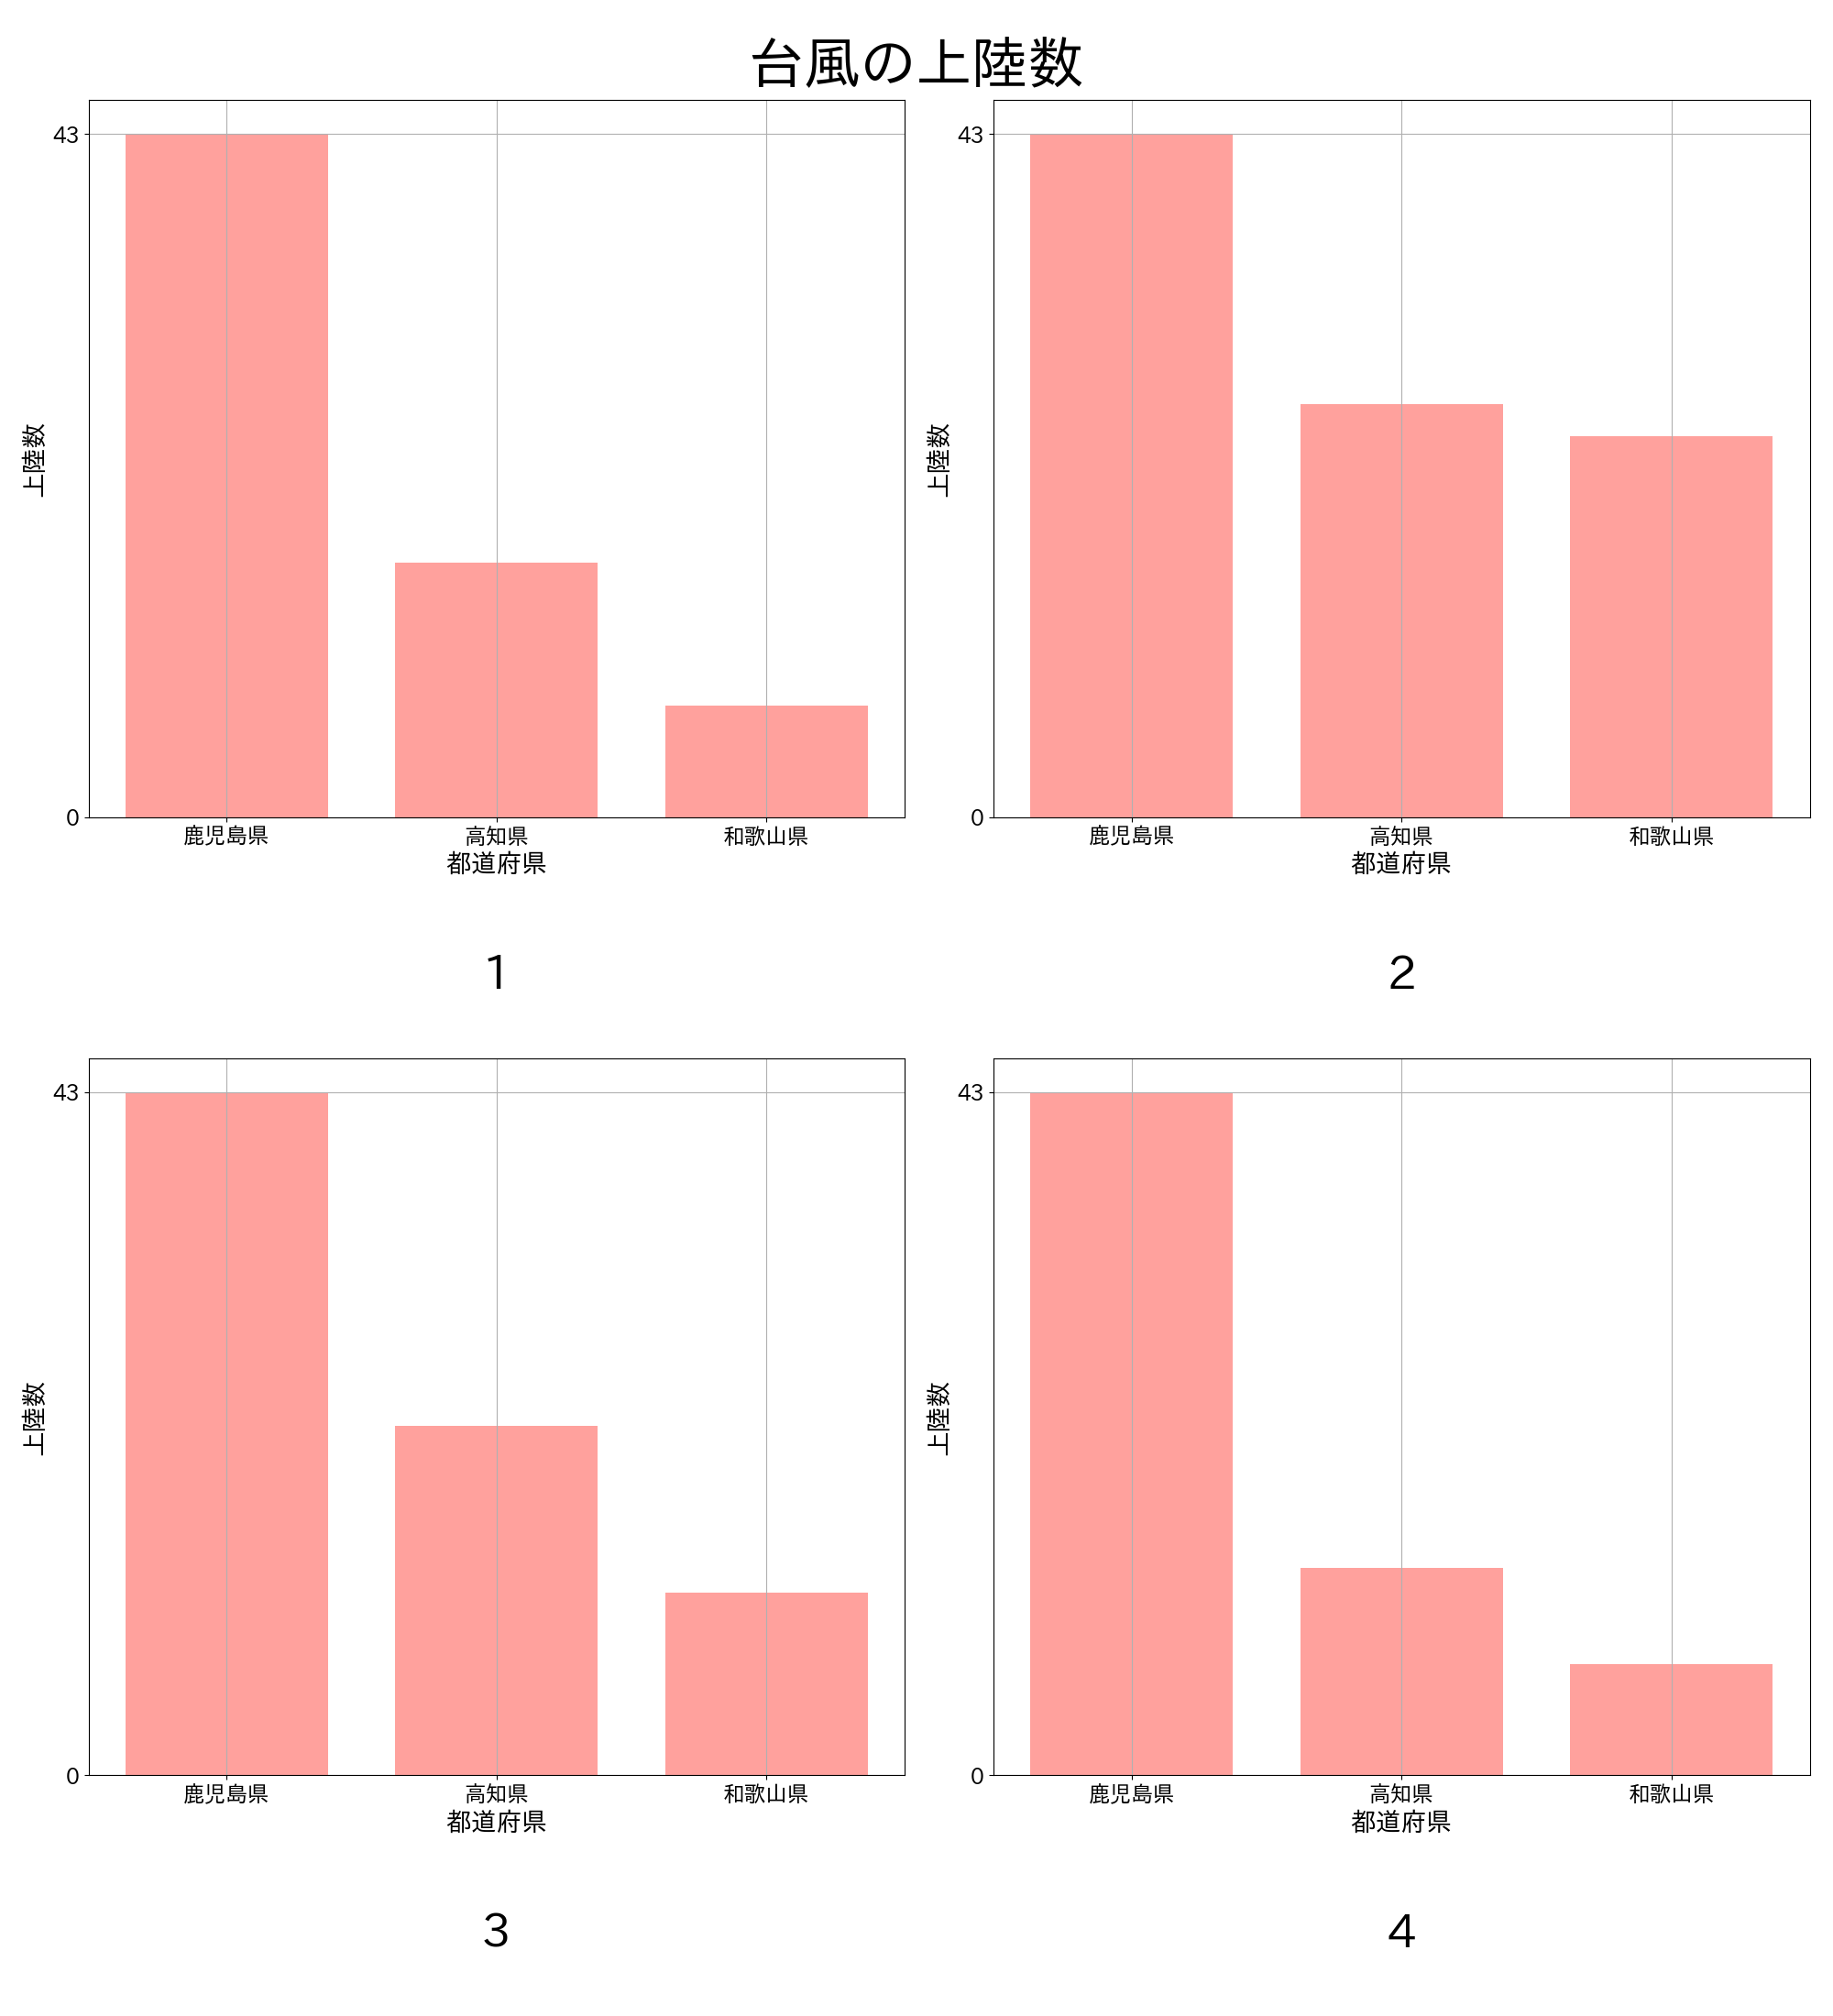 台風の上陸数
43
上陸数
0
鹿児島県 高知県 和歌山県
都道府県
1
43
上陸数
0
鹿児島県 高知県 和歌山県
都道府県
2
43
上陸数
0
鹿児島県 高知県 和歌山県
都道府県
3
43
上陸数
0
鹿児島県 高知県 和歌山県
都道府県
4